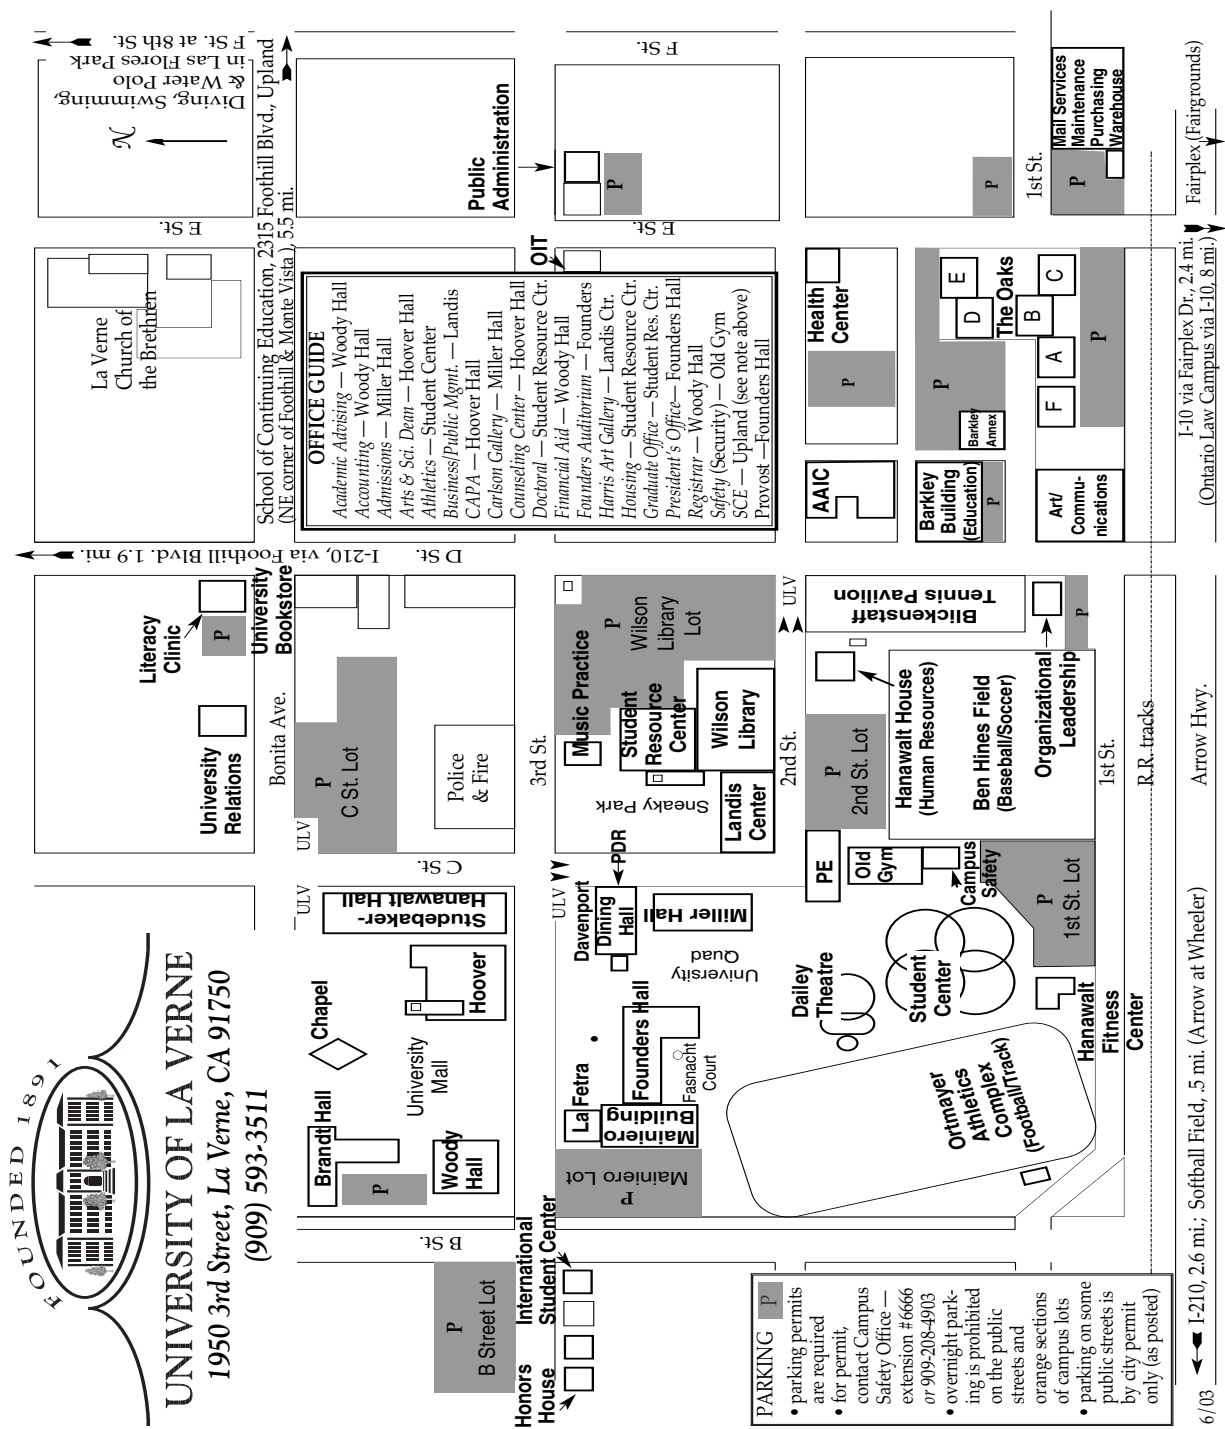 FOUNDED 1891
UNIVERSITY OF LA VERNE
1950 3rd Street, La Verne, CA 91750
(909) 593-3511
University
Relations
Literacy
Clinic
P
University
Bookstore
La Verne
Church of
the Brethren
N
Diving, Swimming,
& Water Polo
in Las Flores Park
F St. at 8th St.
I-210, via Foothill Blvd. 1.9 mi.
School of Continuing Education, 2315 Foothill Blvd., Upland
(NE corner of Foothill & Monte Vista ), 5.5 mi.
Bonita Ave.
B St.
C St.
D St.
E St.
E St.
F St.
Brandt Hall
P
Woody
Hall
Chapel
University
Mall
Hoover
ULV
Studebaker-
Hanawalt Hall
ULV
P
C St. Lot
Police
& Fire
OFFICE GUIDE
Academic Advising — Woody Hall
Accounting — Woody Hall
Admissions — Miller Hall
Arts & Sci. Dean — Hoover Hall
Athletics — Student Center
Business/Public Mgmt. — Landis
CAPA — Hoover Hall
Carlson Gallery — Miller Hall
Counseling Center — Hoover Hall
Doctoral — Student Resource Ctr.
Financial Aid — Woody Hall
Founders Auditorium — Founders
Harris Art Gallery — Landis Ctr.
Housing — Student Resource Ctr.
Graduate Office — Student Res. Ctr.
President's Office— Founders Hall
Registrar — Woody Hall
Safety (Security) — Old Gym
SCE — Upland (see note above)
Provost —Founders Hall
Public
Administration
P
OIT
P
B Street Lot
Honors
House
International
Student Center
3rd St.
P
Mainiero Lot
La Fetra
Mainiero
Building
Founders Hall
Fasnacht
Court
University
Quad
Davenport
Dining
Hall
PDR
Miller Hall
ULV
Sneaky Park
Music Practice
Student
Resource
Center
P
Wilson
Library
Lot
Wilson
Library
Landis
Center
2nd St.
ULV
Dailey
Theatre
Student
Center
PE
Old
Gym
Campus
Safety
P
1st St. Lot
P
2nd St. Lot
Hanawalt House
(Human Resources)
Ben Hines Field
(Baseball/Soccer)
Blickenstaff
Tennis Pavilion
Organizational
Leadership
P
Ortmayer
Athletics
Complex
(Football/Track)
Hanawalt
Fitness
Center
1st St.
R.R. tracks
Arrow Hwy.
Health
Center
P
AAIC
Barkley
Building
(Education)
P
P
Barkley
Annex
The Oaks
E
D
B
C
A
F
P
Art/
Commu-
nications
P
1st St.
Mail Services
Maintenance
Purchasing
Warehouse
P
Fairplex (Fairgrounds)
I-10 via Fairplex Dr., 2.4 mi.
(Ontario Law Campus via I-10, 8 mi.)
PARKING P
• parking permits
are required
• for permit,
contact Campus
Safety Office —
extension #6666
or 909-208-4903
• overnight park-
ing is prohibited
on the public
streets and
orange sections
of campus lots
• parking on some
public streets is
by city permit
only (as posted)
6/03
I-210, 2.6 mi.; Softball Field, .5 mi. (Arrow at Wheeler)